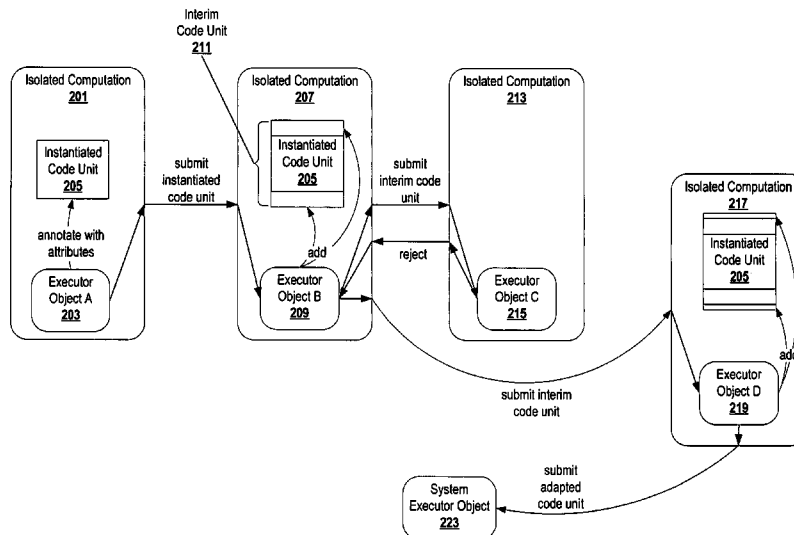 Interim
Code Unit
211
Isolated Computation
201
Instantiated
Code Unit
205
annotate with
attributes
Executor
Object A
203
submit
instantiated
code unit
Isolated Computation
207
Instantiated
Code Unit
205
add
Executor
Object B
209
submit
interim code
unit
reject
Isolated Computation
213
Executor
Object C
215
submit interim
code unit
Isolated Computation
217
Instantiated
Code Unit
205
add
Executor
Object D
219
submit
adapted
code unit
System
Executor Object
223